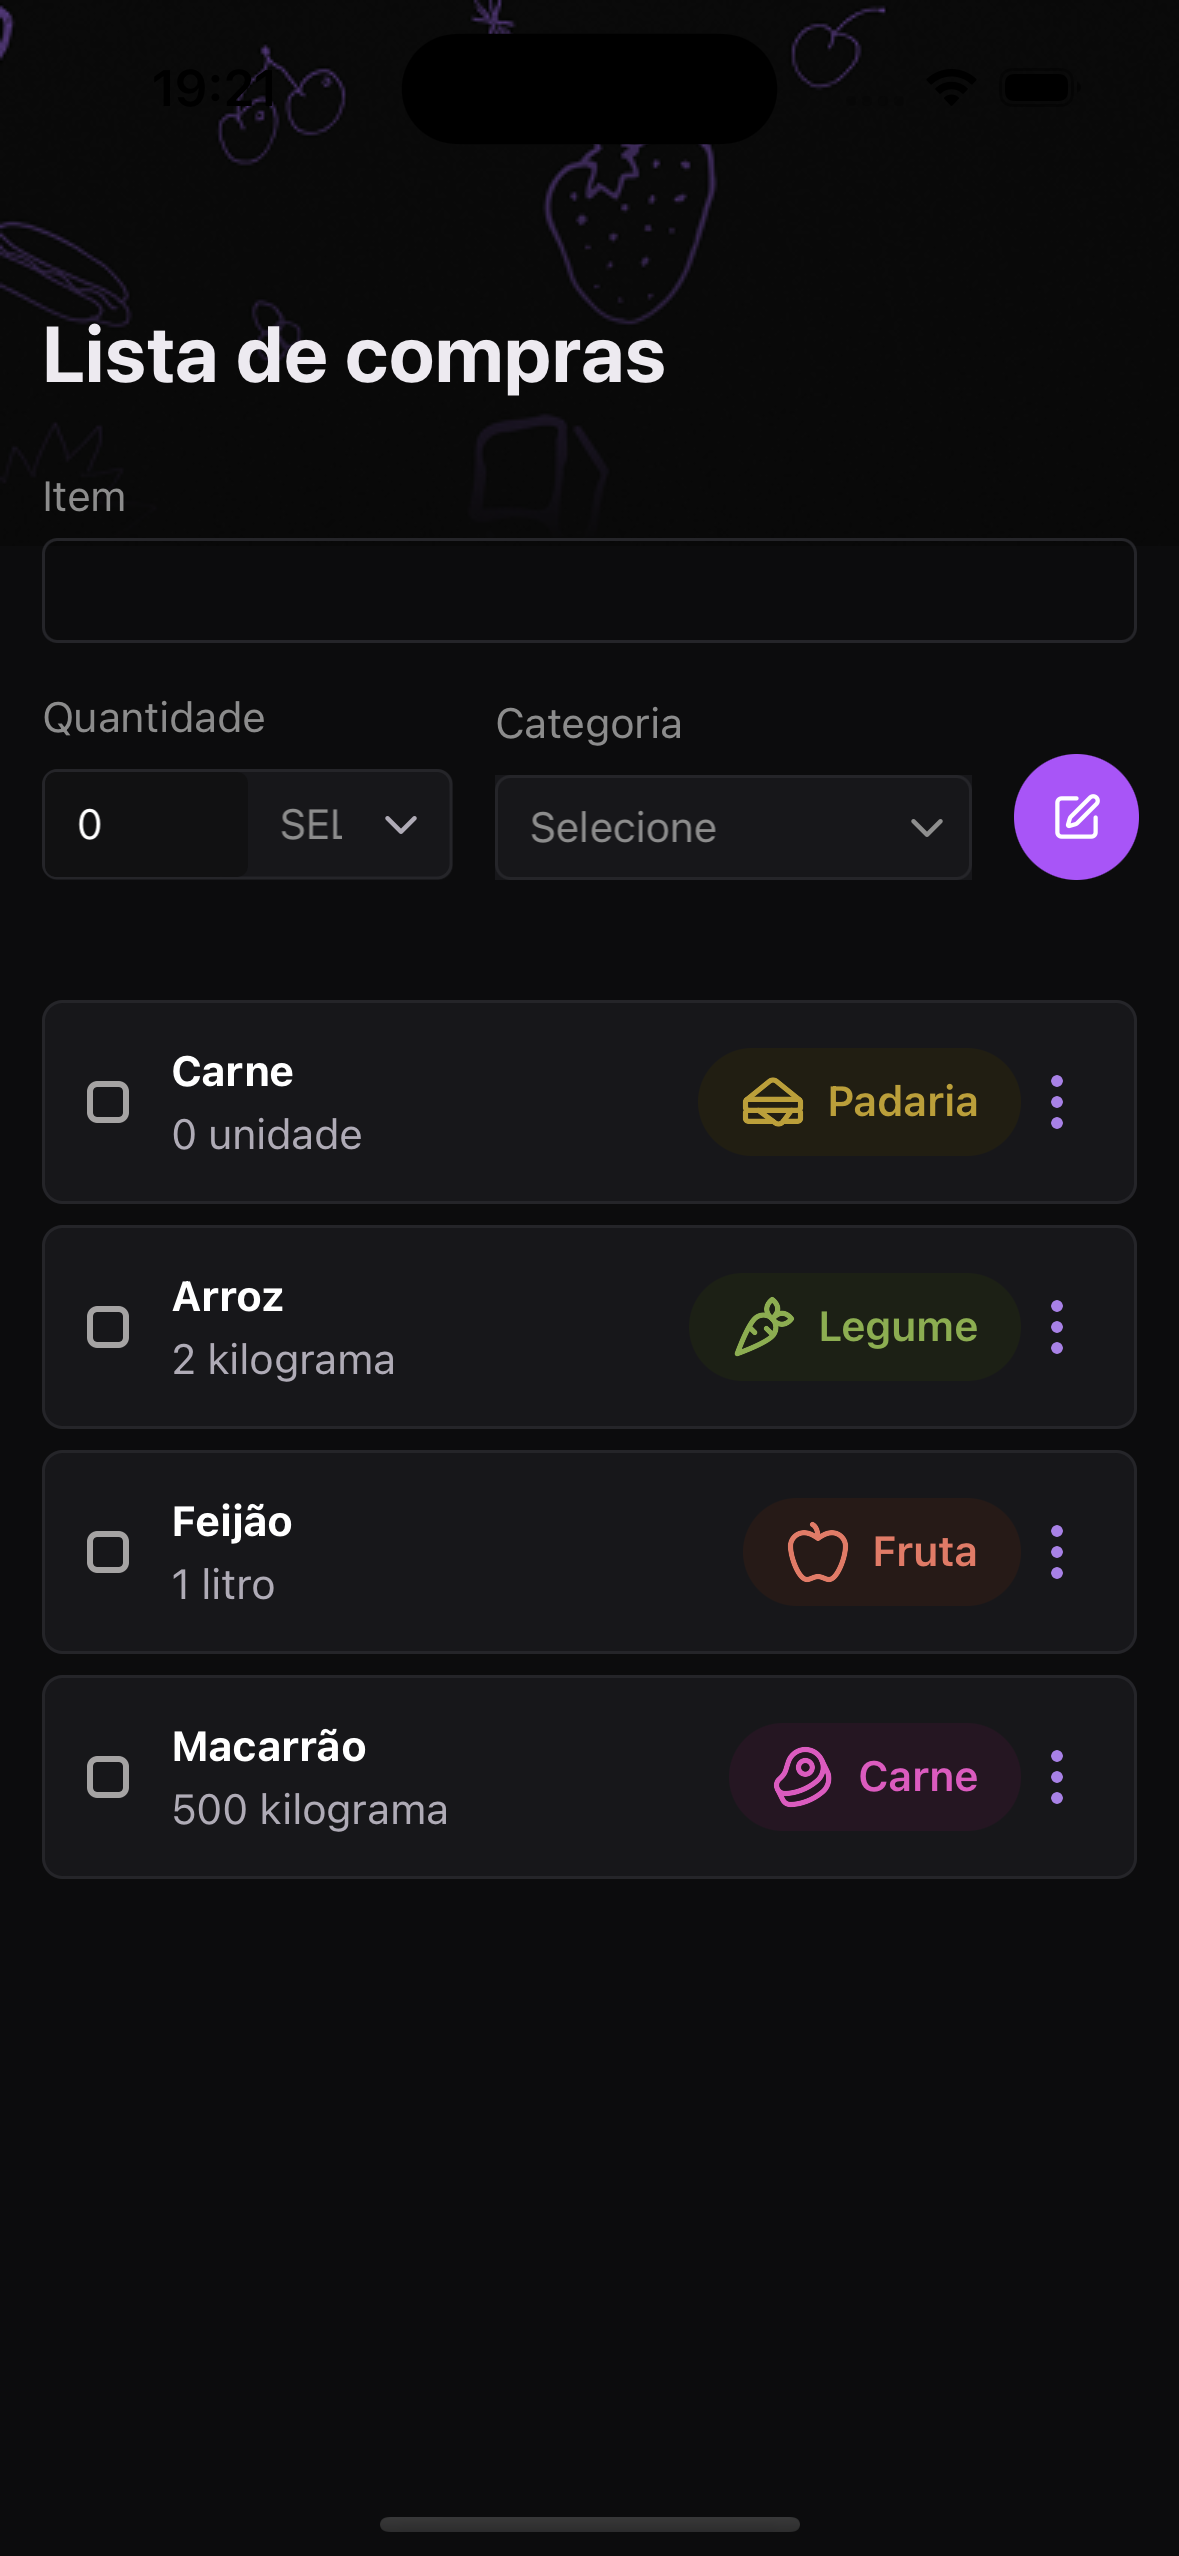 19:21
Lista de compras
Item
Quantidade
Categoria
0
SEL
Selecione
Carne
0 unidade
Padaria
Arroz
2 kilograma
Legume
Feijão
1 litro
Fruta
Macarrão
500 kilograma
Carne